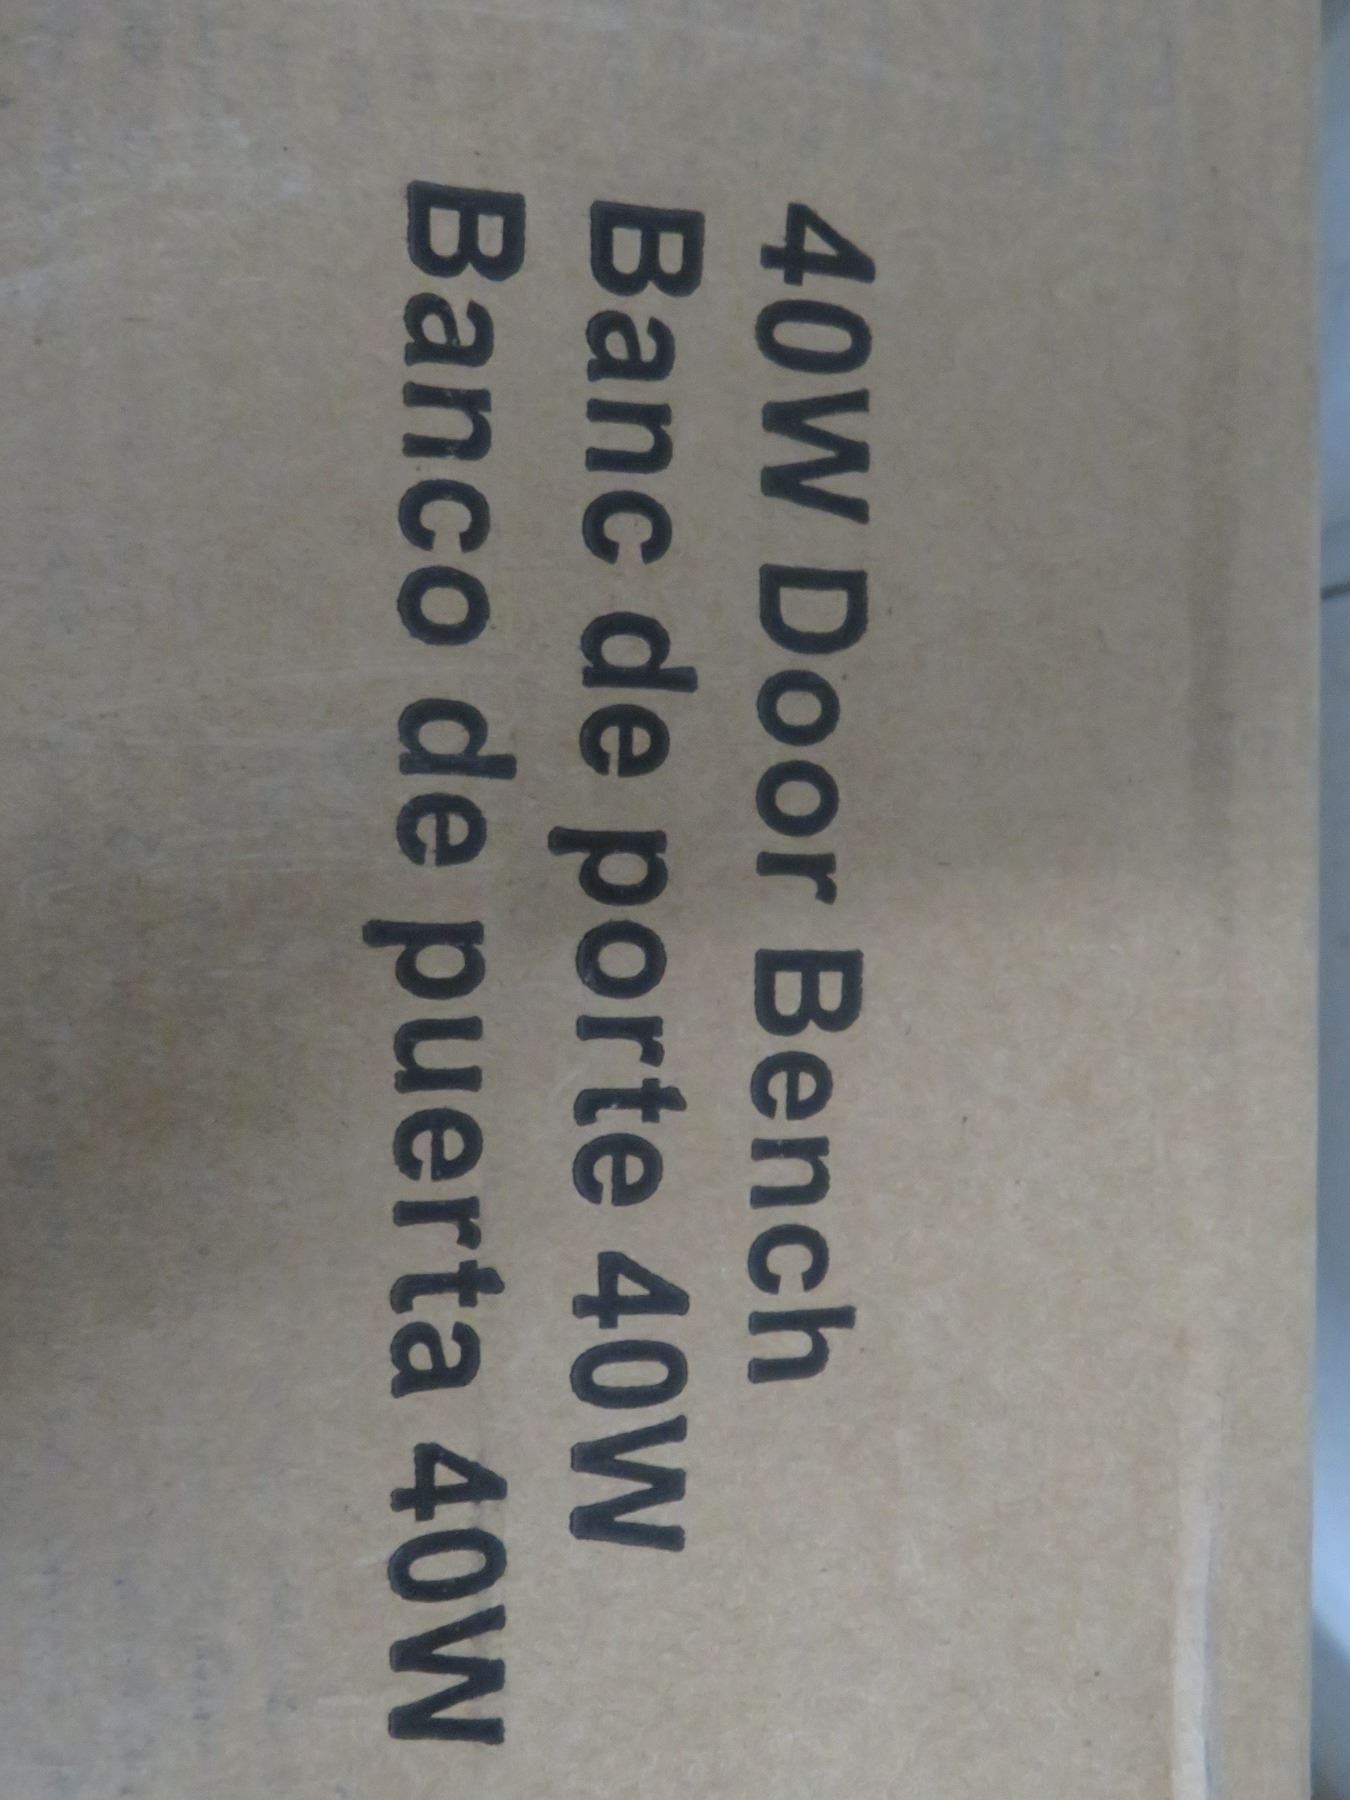 40W Door Bench
Banc de porte 40W
Banco de puerta 40W